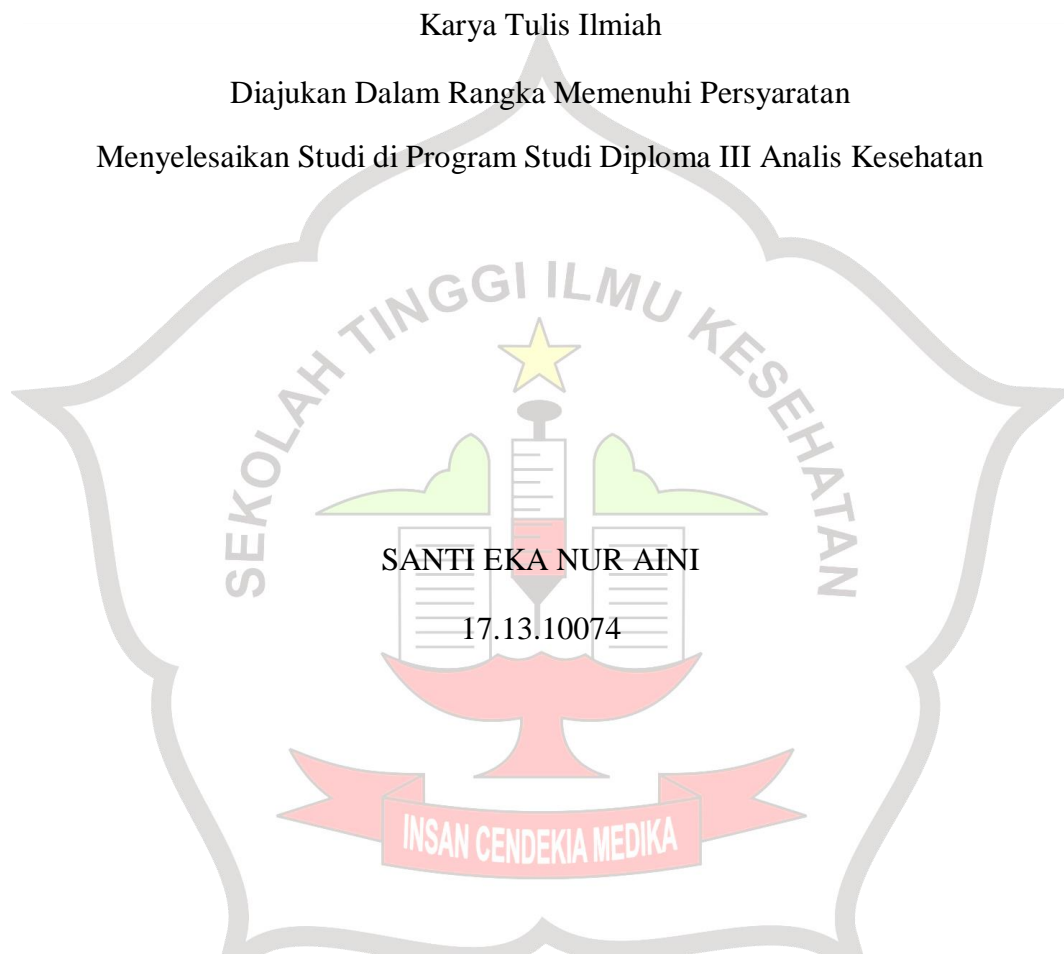 Karya Tulis Ilmiah
Diajukan Dalam Rangka Memenuhi Persyaratan
Menyelesaikan Studi di Program Studi Diploma III Analis Kesehatan
SEKOLAH TINGGI ILMU KESEHATAN
SANTI EKA NUR AINI
17.13.10074
INSAN CENDEKIA MEDIKA